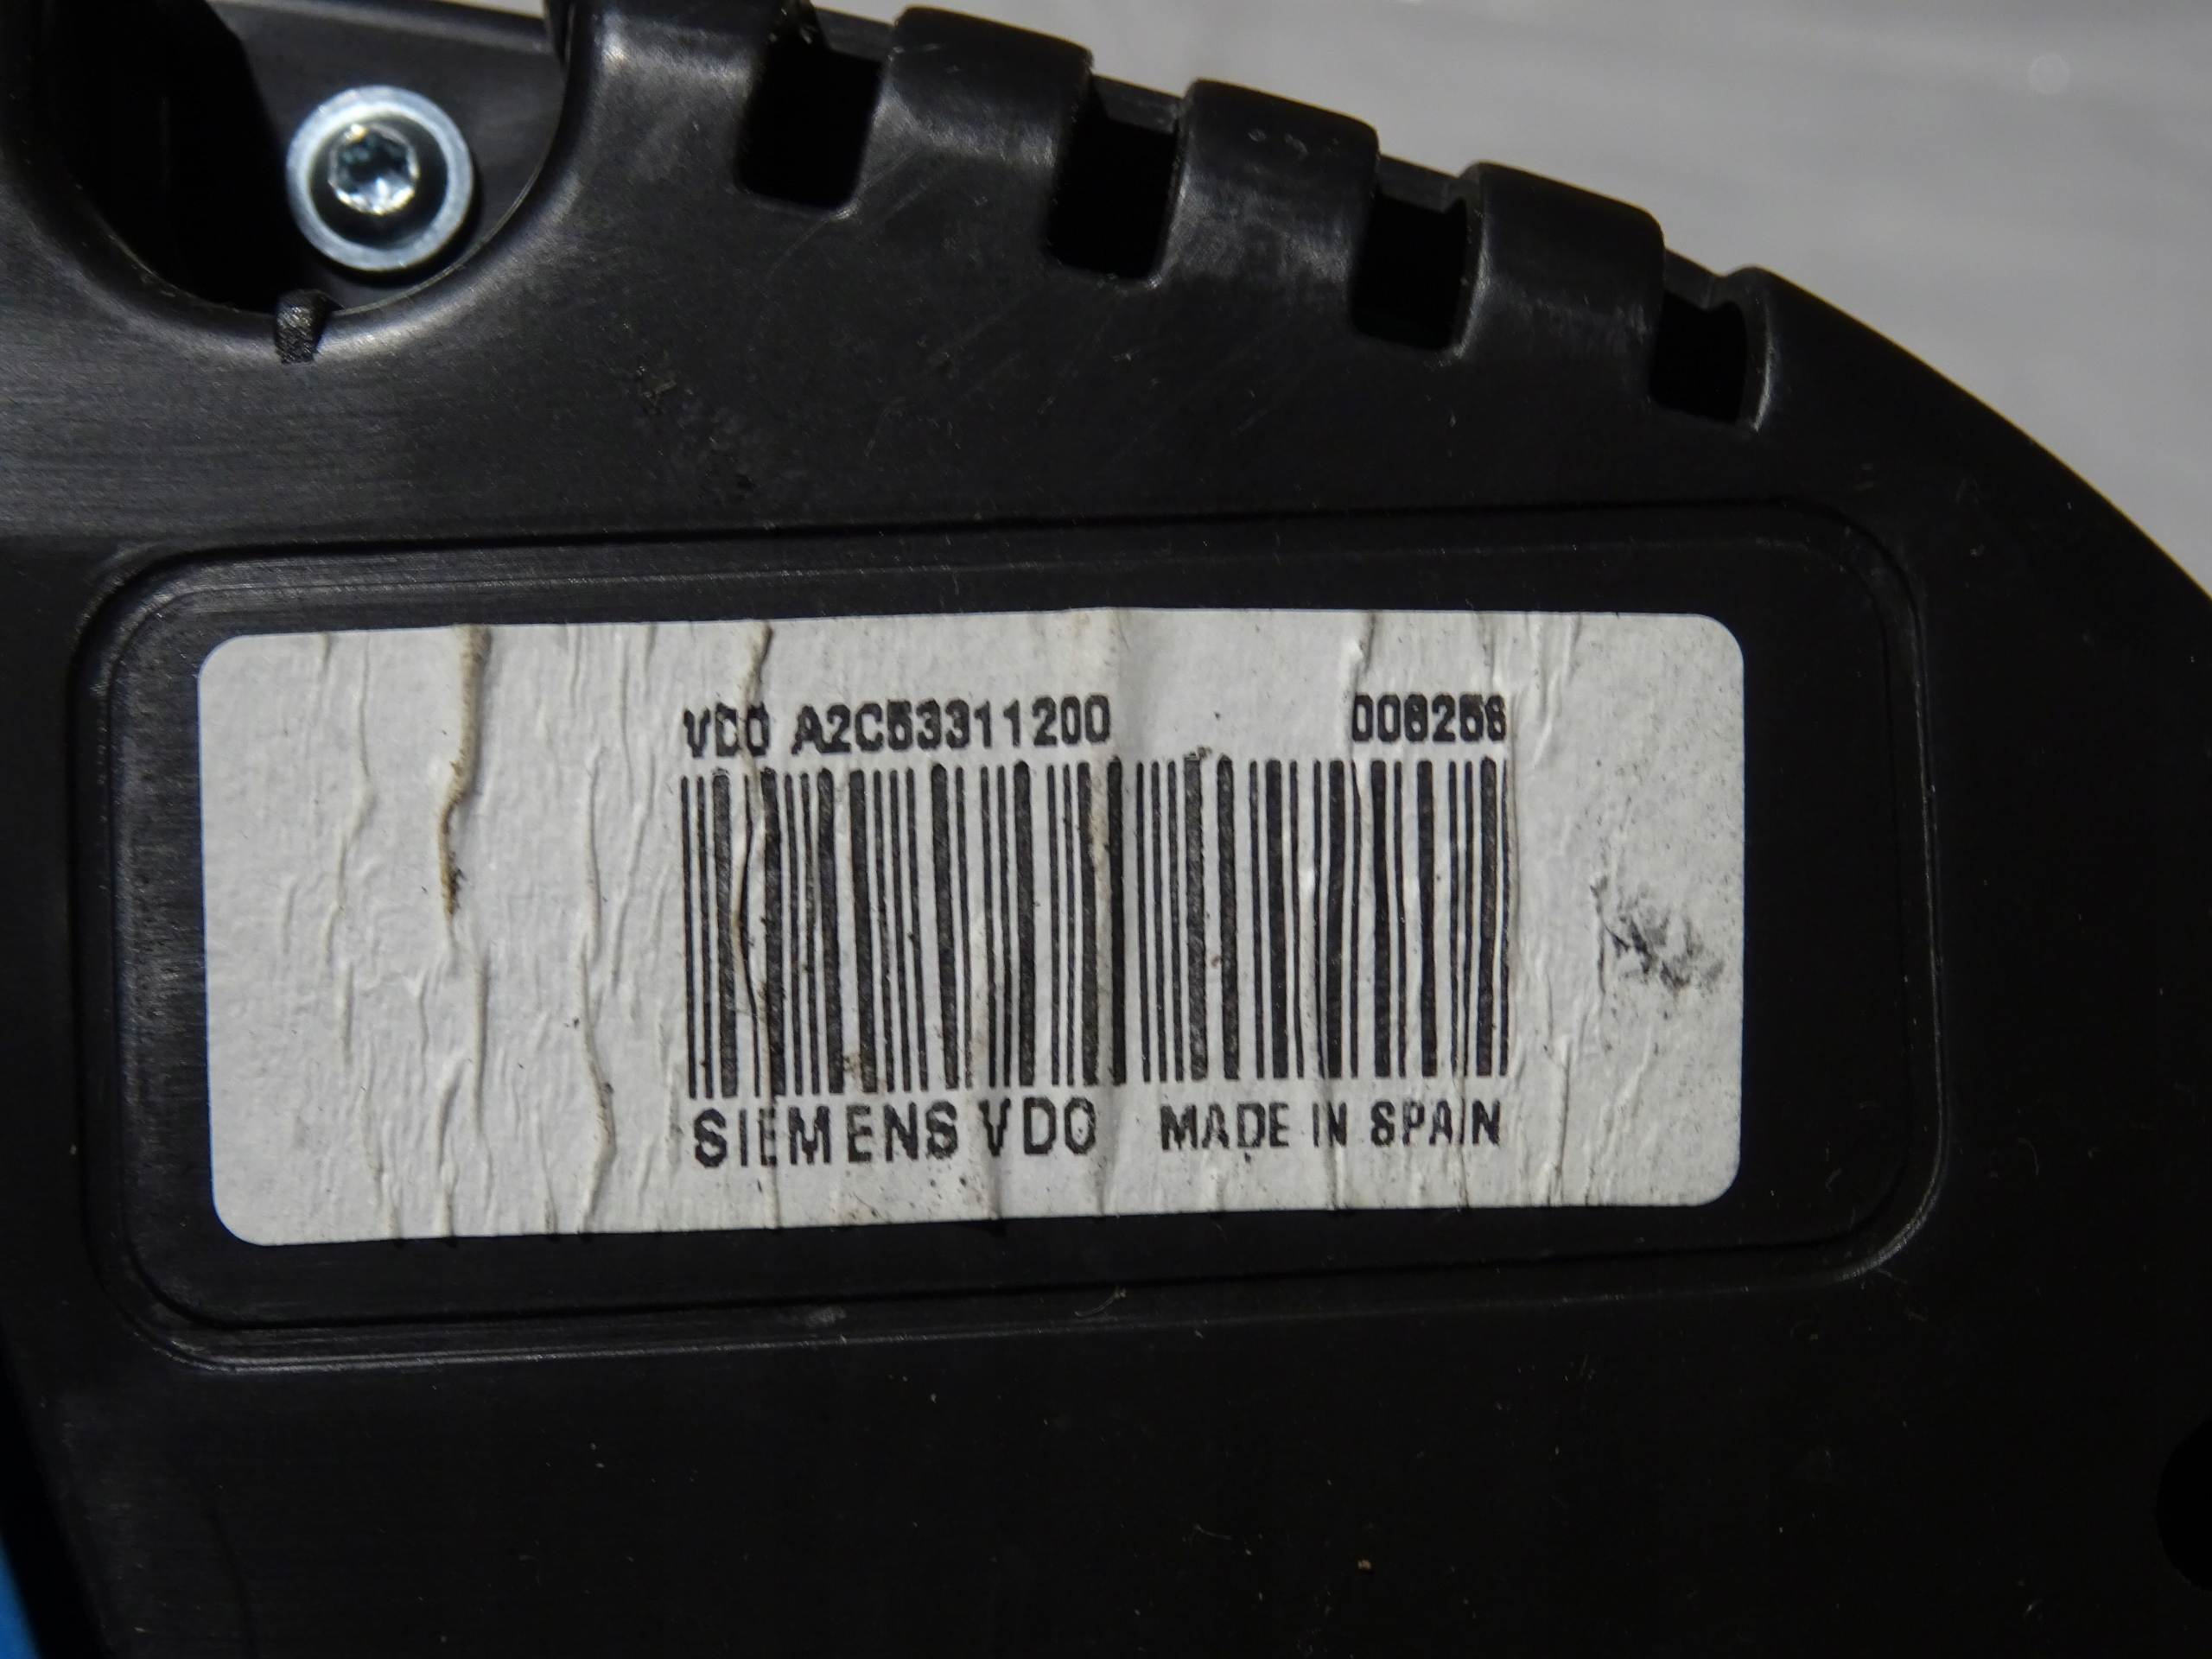 VDO A2C53311200 008256
SIEMENS VDO MADE IN SPAIN